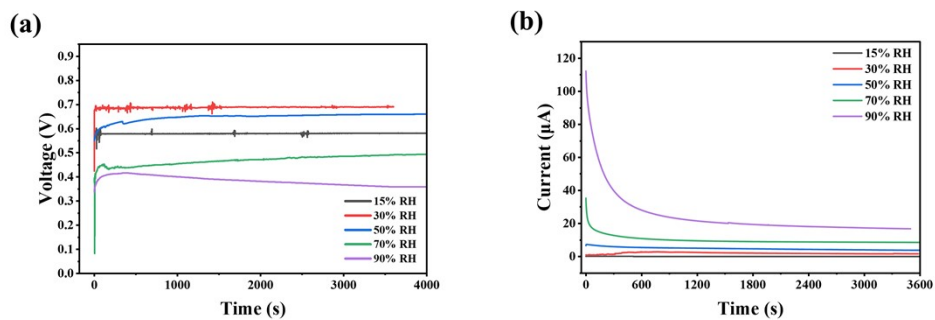 (a)
1.0
0.9
0.8
0.7
0.6
0.5
0.4
0.3
0.2
0.1
0.0
Voltage (V)
15% RH
30% RH
50% RH
70% RH
90% RH
0 1000 2000 3000 4000
Time (s)
(b)
120
100
80
60
40
20
0
Current (μA)
15% RH
30% RH
50% RH
70% RH
90% RH
0 600 1200 1800 2400 3000 3600
Time (s)